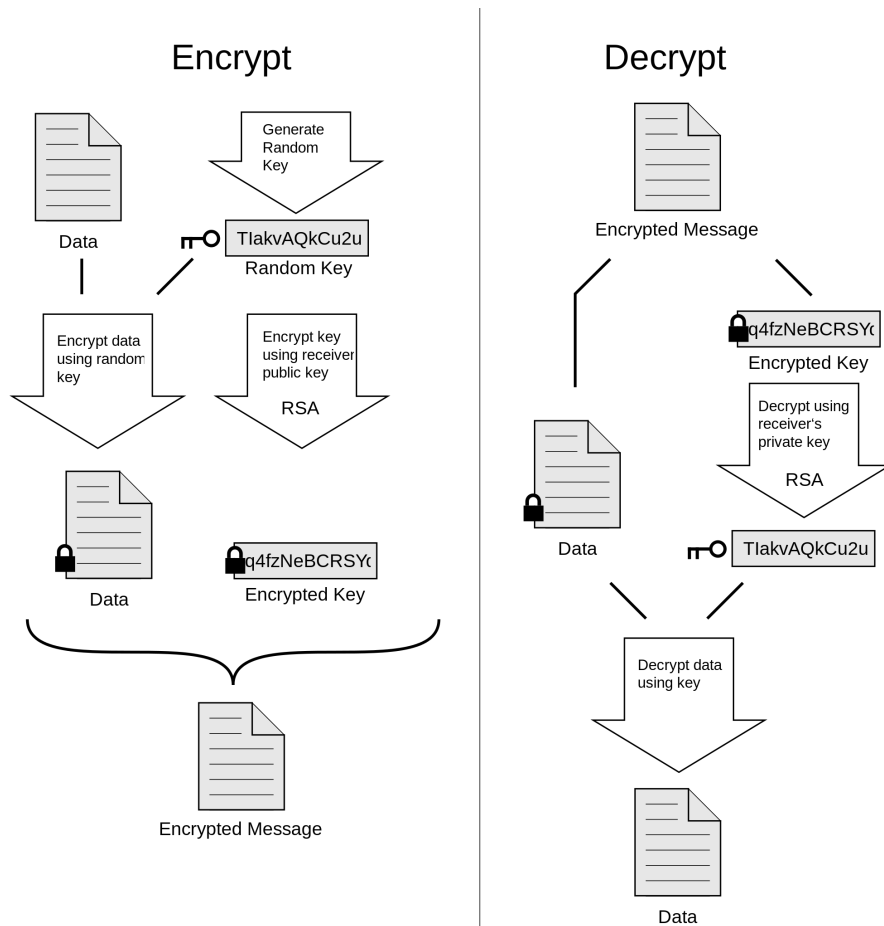 Encrypt
Generate
Random
Key
TIakvAQkCu2u
Data
Random Key
Encrypt data
using random
key
Encrypt key
using receiver
public key
RSA
q4fzNeBCRSYc
Data
Encrypted Key
Encrypted Message
Decrypt
Encrypted Message
q4fzNeBCRSYc
Encrypted Key
Decrypt using
receiver's
private key
RSA
Data
TIakvAQkCu2u
Decrypt data
using key
Data